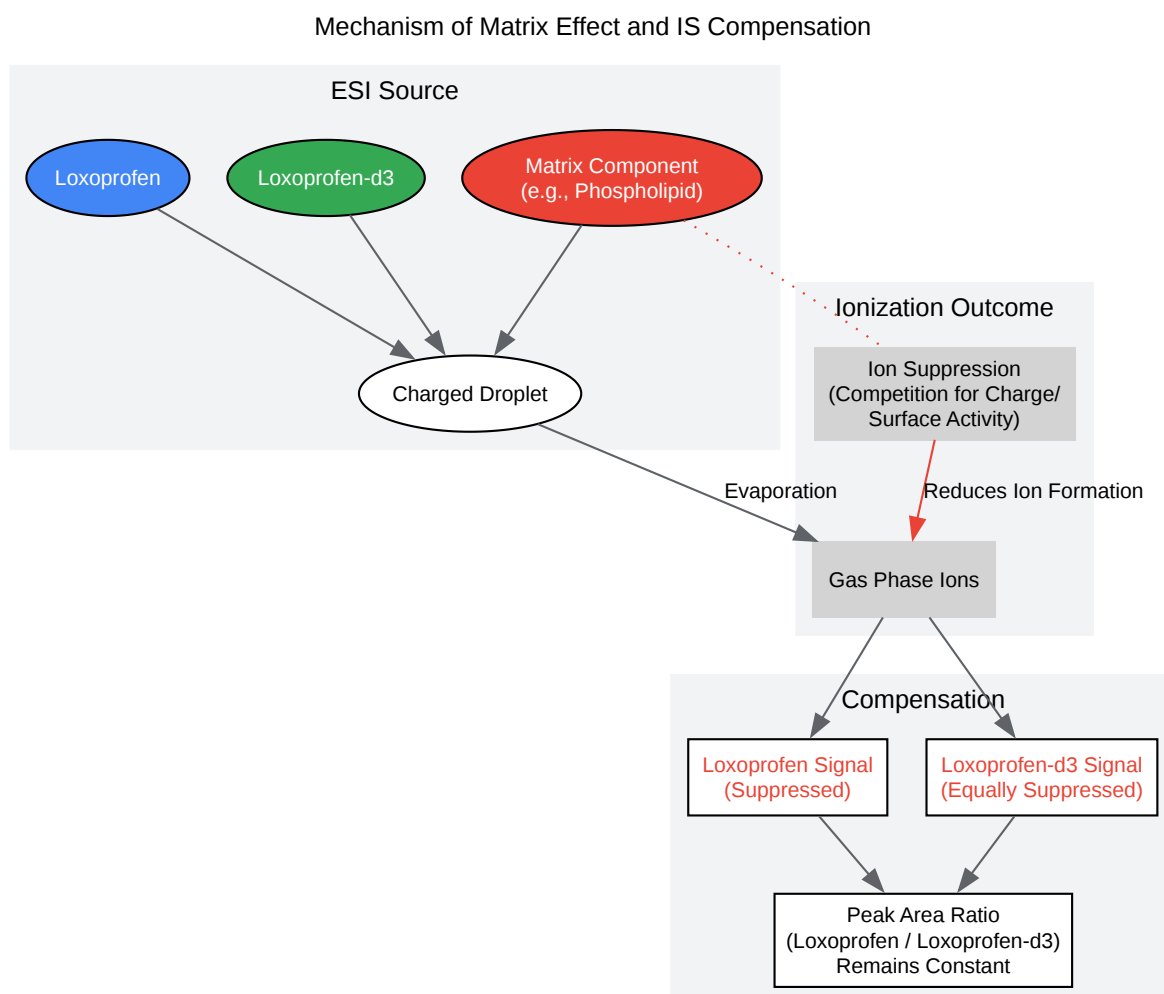 Mechanism of Matrix Effect and IS Compensation
ESI Source
Loxoprofen
Loxoprofen-d3
Matrix Component
(e.g., Phospholipid)
Charged Droplet
Ionization Outcome
Ion Suppression
(Competition for Charge/
Surface Activity)
Evaporation
Reduces Ion Formation
Gas Phase Ions
Compensation
Loxoprofen Signal
(Suppressed)
Loxoprofen-d3 Signal
(Equally Suppressed)
Peak Area Ratio
(Loxoprofen / Loxoprofen-d3)
Remains Constant